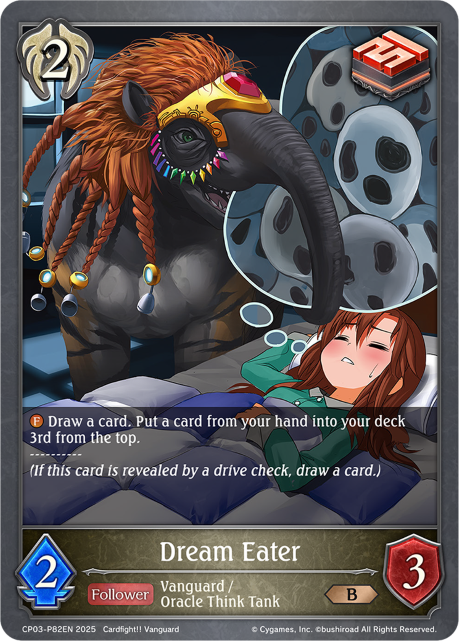 2
Ⓕ Draw a card. Put a card from your hand into your deck
3rd from the top.
----------
(If this card is revealed by a drive check, draw a card.)
Dream Eater
2
Follower
Vanguard /
Oracle Think Tank
B
3
CP03-P82EN 2025 Cardfight!! Vanguard
© Cygames, Inc. ©bushiroad All Rights Reserved.